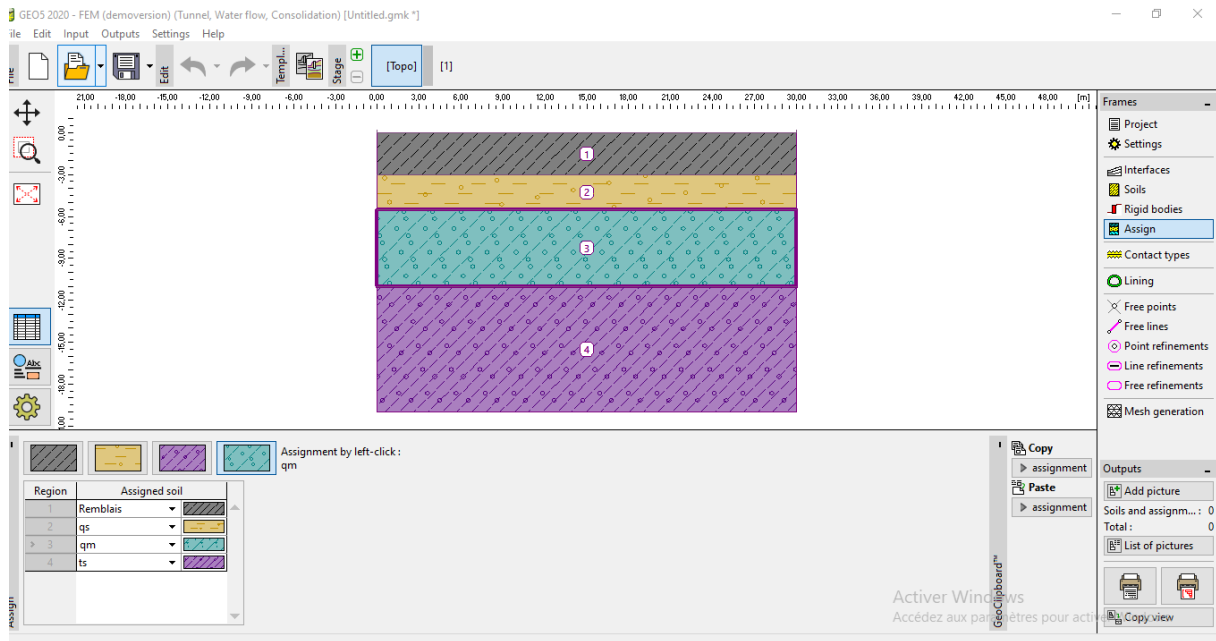 GEO5 2020 - FEM (demoversion) (Tunnel, Water flow, Consolidation) [Untitled.gmk *]
ile Edit Input Outputs Settings Help
Edit
Templ...
Stage
[Topo]
[1]
21,00 -18,00 -15,00 -12,00 -9,00 -6,00 -3,00 0,00 3,00 6,00 9,00 12,00 15,00 18,00 21,00 24,00 27,00 30,00 33,00 36,00 39,00 42,00 45,00 48,00 [m]
0,00
-3,00
-6,00
-9,00
-12,00
-15,00
-18,00
1
2
3
4
Abc
Frames
Project
Settings
Interfaces
Soils
Rigid bodies
Assign
Contact types
Lining
Free points
Free lines
Point refinements
Line refinements
Free refinements
Mesh generation
Assignment by left-click :
qm
Region Assigned soil
1 Remblais
2 qs
> 3 qm
4 ts
Assign
GeoClipboard™
Copy
assignment
Paste
assignment
Outputs
Add picture
Soils and assignm... : 0
Total : 0
List of pictures
Copy view
Activer Windows